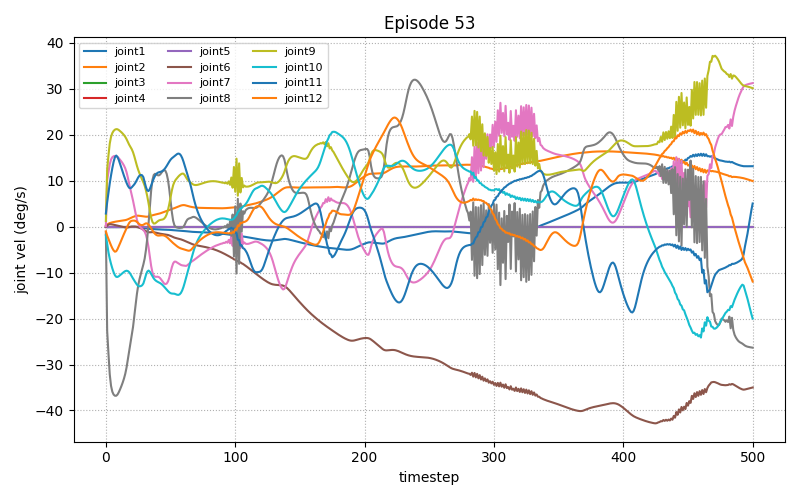 Episode 53
joint1
joint2
joint3
joint4
joint5
joint6
joint7
joint8
joint9
joint10
joint11
joint12
40
30
20
10
0
−10
−20
−30
−40
joint vel (deg/s)
0 100 200 300 400 500
timestep